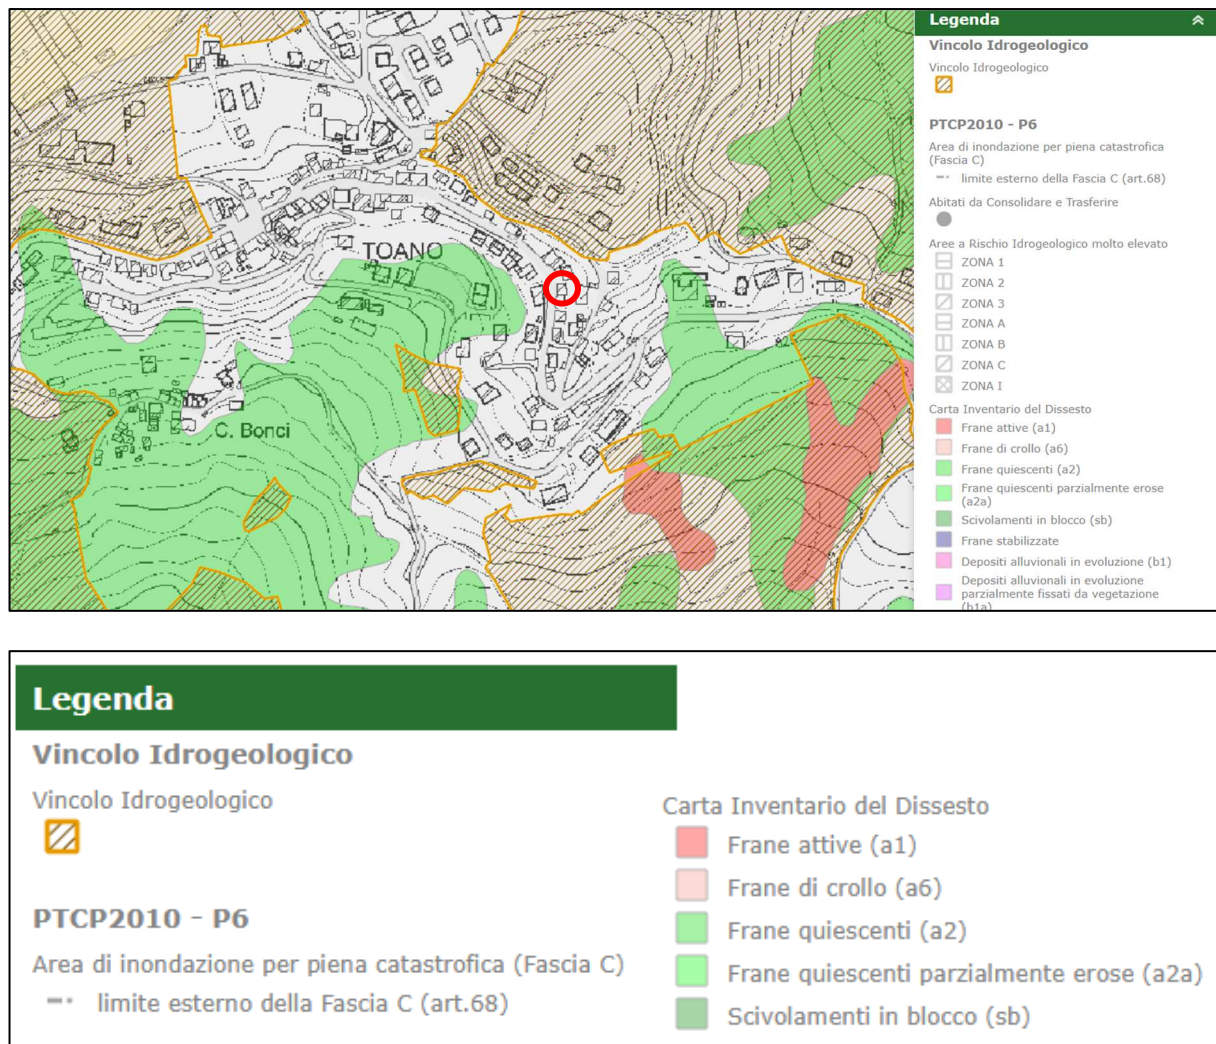 Legenda
Vincolo Idrogeologico
Vincolo Idrogeologico
PTCP2010 - P6
Area di inondazione per piena catastrofica
(Fascia C)
limite esterno della Fascia C (art.68)
Abitati da Consolidare e Trasferire
Aree a Rischio Idrogeologico molto elevato
ZONA 1
ZONA 2
ZONA 3
ZONA A
ZONA B
ZONA C
ZONA I
Carta Inventario del Dissesto
Frane attive (a1)
Frane di crollo (a6)
Frane quiescenti (a2)
Frane quiescenti parzialmente erose
(a2a)
Scivolamenti in blocco (sb)
Frane stabilizzate
Depositi alluvionali in evoluzione (b1)
Depositi alluvionali in evoluzione
parzialmente fissati da vegetazione
(b1a)
TOANO
C. Bonci
Legenda
Vincolo Idrogeologico
Vincolo Idrogeologico
PTCP2010 - P6
Area di inondazione per piena catastrofica (Fascia C)
limite esterno della Fascia C (art.68)
Carta Inventario del Dissesto
Frane attive (a1)
Frane di crollo (a6)
Frane quiescenti (a2)
Frane quiescenti parzialmente erose (a2a)
Scivolamenti in blocco (sb)